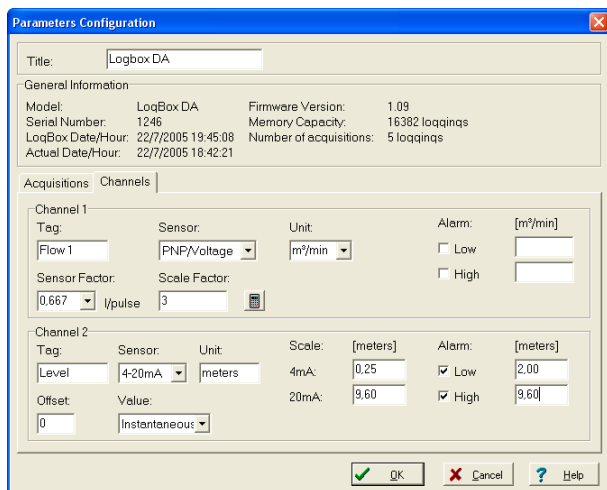 Parameters Configuration
Title: Logbox DA
General Information
Model: LogBox DA Firmware Version: 1.09
Serial Number: 1246 Memory Capacity: 16382 loggings
LogBox Date/Hour: 22/7/2005 19:45:08 Number of acquisitions: 5 loggings
Actual Date/Hour: 22/7/2005 18:42:21
Acquisitions Channels
Channel 1
Tag: Sensor: Unit: Alarm: [m³/min]
Flow 1 PNP/Voltage m³/min Low
High
Sensor Factor: Scale Factor:
0,667 l/pulse 3
Channel 2
Tag: Sensor: Unit: Scale: [meters] Alarm: [meters]
Level 4-20mA meters 4mA: 0,25 Low 2,00
20mA: 9,60 High 9,60
Offset: Value:
0 Instantaneous
OK Cancel ? Help